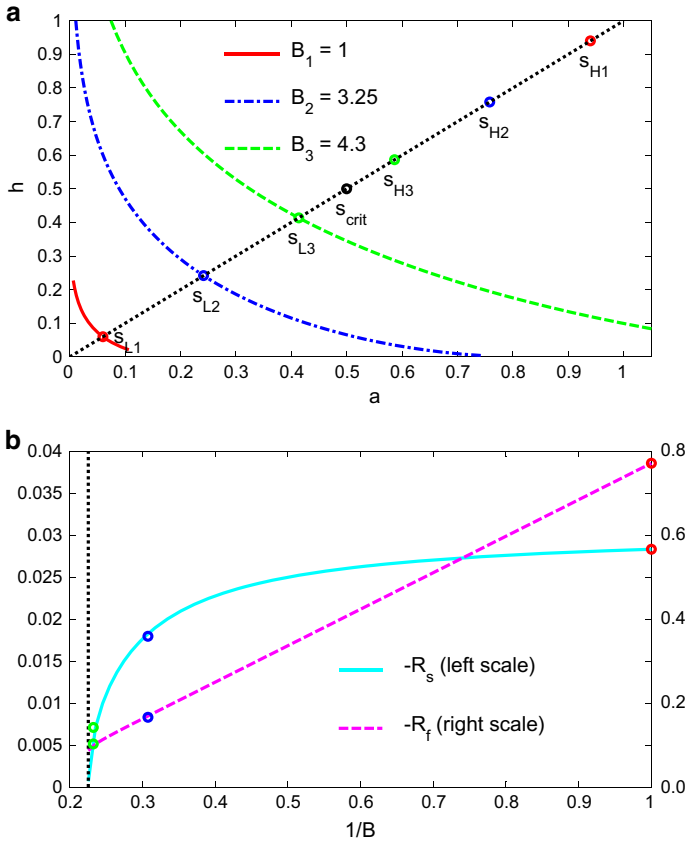 a
1
0.9
0.8
0.7
0.6
0.5
0.4
0.3
0.2
0.1
0
h
B1 = 1
B2 = 3.25
B3 = 4.3
sH1
sH2
sH3
scrit
sL3
sL2
sL1
0 0.1 0.2 0.3 0.4 0.5 0.6 0.7 0.8 0.9 1
a
b
0.04
0.035
0.03
0.025
0.02
0.015
0.01
0.005
0
0.8
0.6
0.4
0.2
0.0
-Rs (left scale)
-Rf (right scale)
0.2 0.3 0.4 0.5 0.6 0.7 0.8 0.9 1
1/B